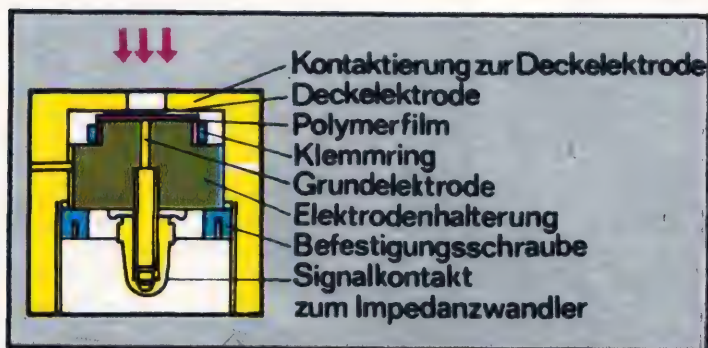 Kontaktierung zur Deckelektrode
Deckelektrode
Polymerfilm
Klemmring
Grundelektrode
Elektrodenhalterung
Befestigungsschraube
Signalkontakt
zum Impedanzwandler